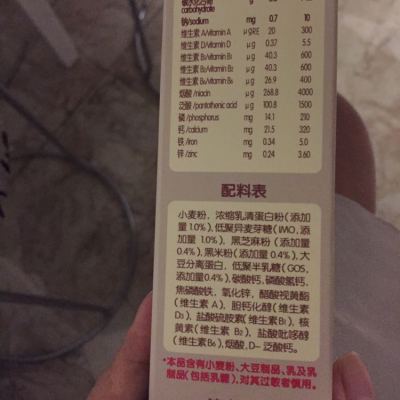 carbohydrate g
钠/sodium mg 0.7 10
维生素A/vitamin A μgRE 20 300
维生素D/vitamin D μg 0.37 5.5
维生素B₁/vitamin B₁ μg 40.3 600
维生素B₂/vitamin B₂ μg 40.3 600
维生素B₆/vitamin B₆ μg 26.9 400
烟酸/niacin μg 268.8 4000
泛酸/pantothenic acid μg 100.8 1500
磷/phosphorus mg 14.1 210
钙/calcium mg 21.5 320
铁/iron mg 0.34 5.0
锌/zinc mg 0.24 3.60
配料表
小麦粉，浓缩乳清蛋白粉(添加
量1.0%),低聚异麦芽糖(IMO,添加
量 1.0%)，黑芝麻粉（添加量
0.4%),黑米粉（添加量 0.4%),大
豆分离蛋白，低聚半乳糖(GOS,
添加量0.4%),碳酸钙,磷酸氢钙,
焦磷酸铁，氧化锌，醋酸视黄酯
(维生素 A)，胆钙化醇(维生素
D₃)，盐酸硫胺素(维生素B₁)，核
黄素(维生素 B₂)，盐酸吡哆醇
(维生素B₆),烟酸,D-泛酸钙。
*本品含有小麦粉、大豆制品、乳及乳
制品(包括乳糖)，对其过敏者慎用。